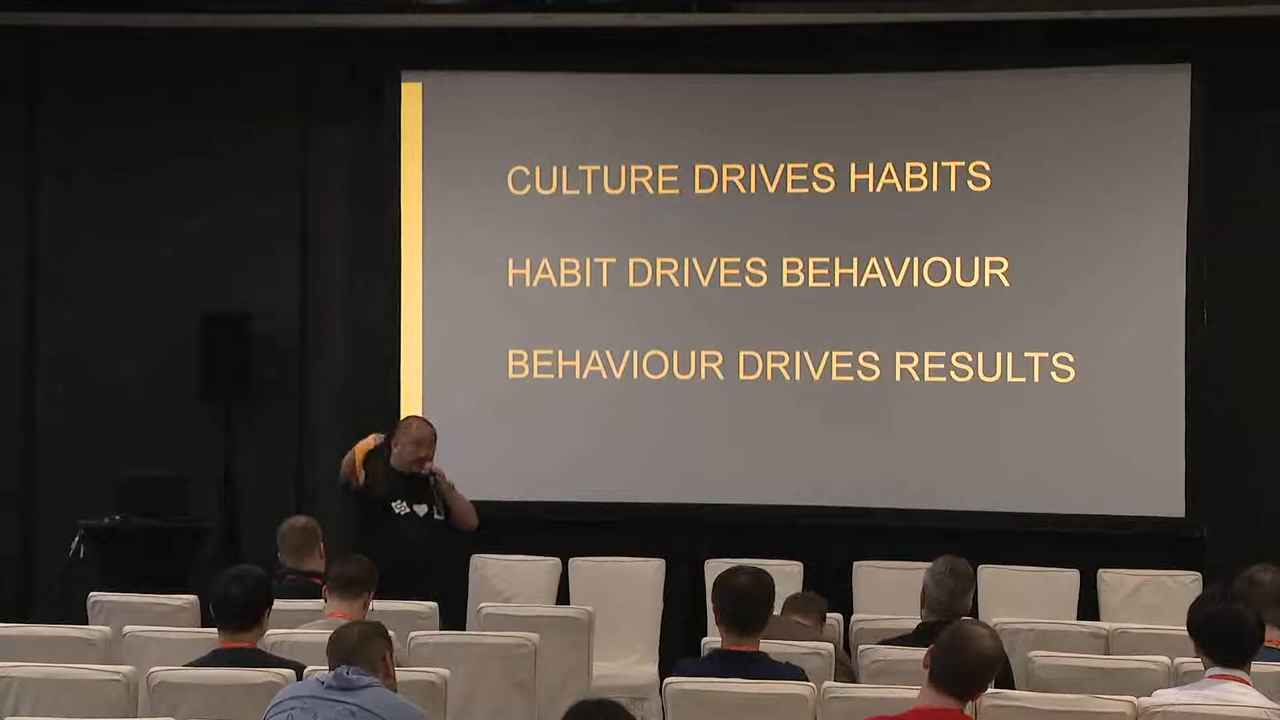 CULTURE DRIVES HABITS
HABIT DRIVES BEHAVIOUR
BEHAVIOUR DRIVES RESULTS